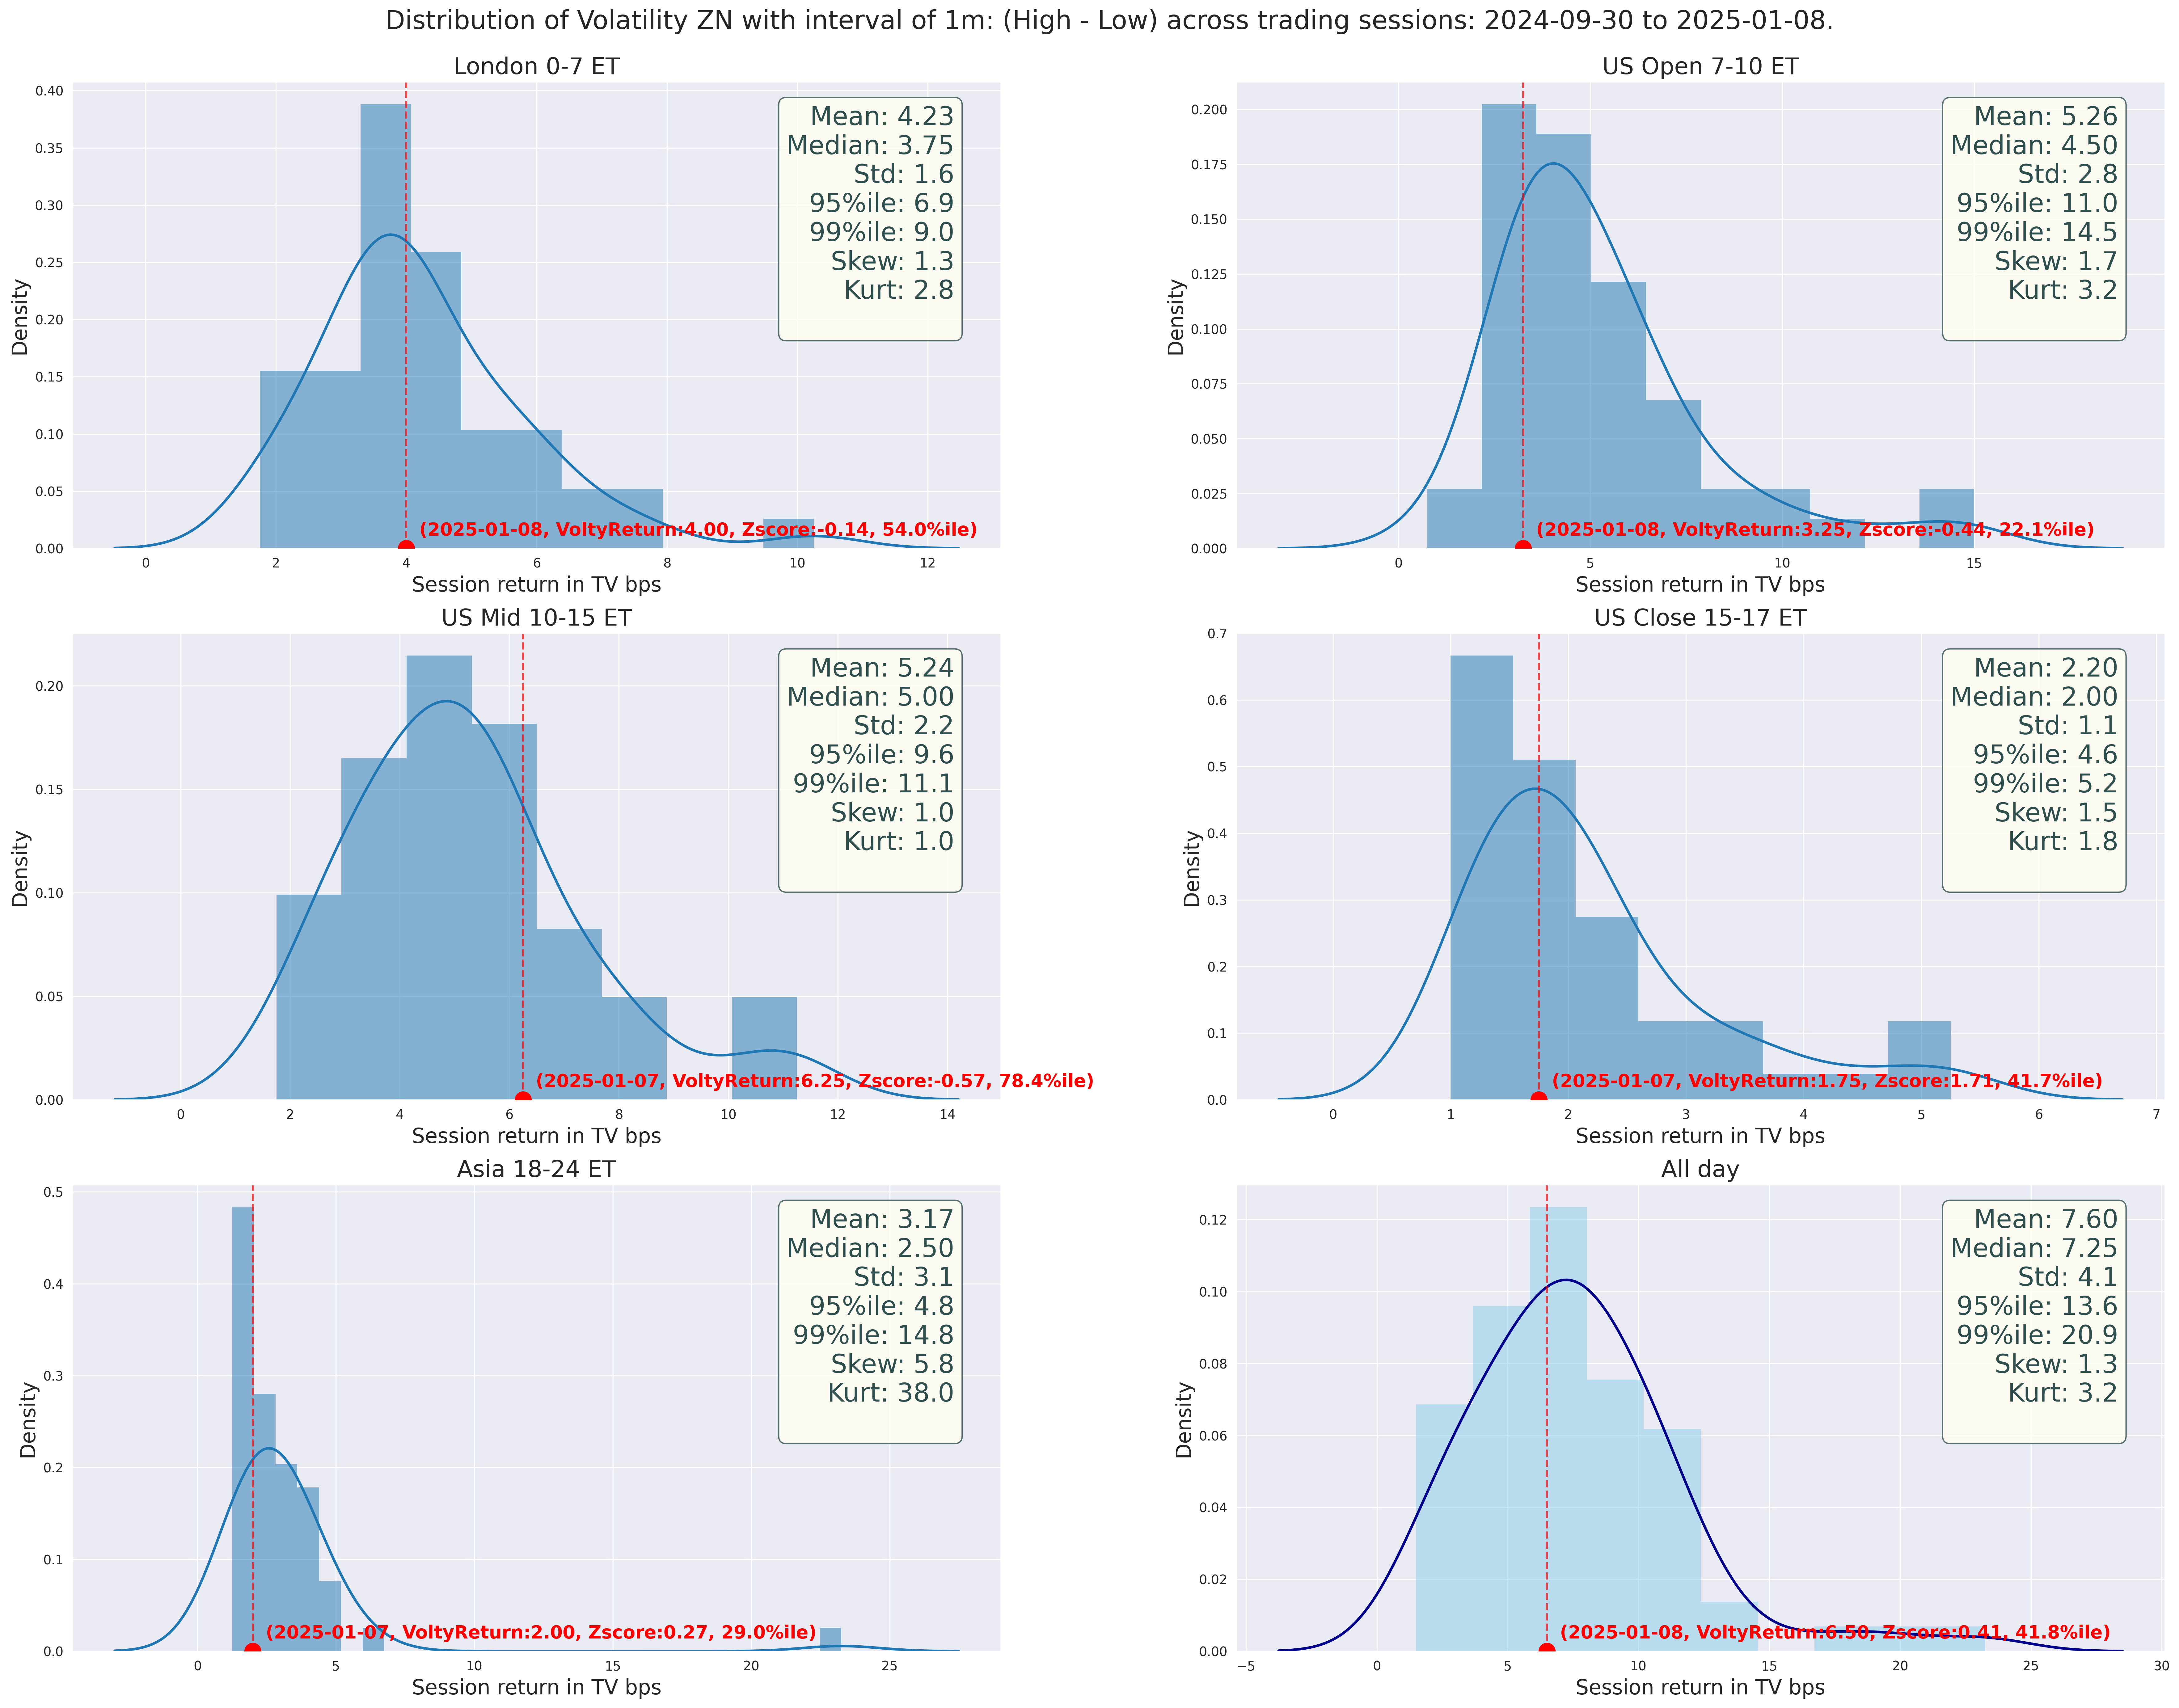 Distribution of Volatility ZN with interval of 1m: (High - Low) across trading sessions: 2024-09-30 to 2025-01-08.
London 0-7 ET
0.40
0.35
0.30
0.25
0.20
0.15
0.10
0.05
0.00
Density
Mean: 4.23
Median: 3.75
Std: 1.6
95%ile: 6.9
99%ile: 9.0
Skew: 1.3
Kurt: 2.8
(2025-01-08, VoltyReturn:4.00, Zscore:-0.14, 54.0%ile)
0 2 4 6 8 10 12
Session return in TV bps
US Open 7-10 ET
0.200
0.175
0.150
0.125
0.100
0.075
0.050
0.025
0.000
Density
Mean: 5.26
Median: 4.50
Std: 2.8
95%ile: 11.0
99%ile: 14.5
Skew: 1.7
Kurt: 3.2
(2025-01-08, VoltyReturn:3.25, Zscore:-0.44, 22.1%ile)
0 5 10 15
Session return in TV bps
US Mid 10-15 ET
0.20
0.15
0.10
0.05
0.00
Density
Mean: 5.24
Median: 5.00
Std: 2.2
95%ile: 9.6
99%ile: 11.1
Skew: 1.0
Kurt: 1.0
(2025-01-07, VoltyReturn:6.25, Zscore:-0.57, 78.4%ile)
0 2 4 6 8 10 12 14
Session return in TV bps
US Close 15-17 ET
0.7
0.6
0.5
0.4
0.3
0.2
0.1
0.0
Density
Mean: 2.20
Median: 2.00
Std: 1.1
95%ile: 4.6
99%ile: 5.2
Skew: 1.5
Kurt: 1.8
(2025-01-07, VoltyReturn:1.75, Zscore:1.71, 41.7%ile)
0 1 2 3 4 5 6 7
Session return in TV bps
Asia 18-24 ET
0.5
0.4
0.3
0.2
0.1
0.0
Density
Mean: 3.17
Median: 2.50
Std: 3.1
95%ile: 4.8
99%ile: 14.8
Skew: 5.8
Kurt: 38.0
(2025-01-07, VoltyReturn:2.00, Zscore:0.27, 29.0%ile)
0 5 10 15 20 25
Session return in TV bps
All day
0.12
0.10
0.08
0.06
0.04
0.02
0.00
Density
Mean: 7.60
Median: 7.25
Std: 4.1
95%ile: 13.6
99%ile: 20.9
Skew: 1.3
Kurt: 3.2
(2025-01-08, VoltyReturn:6.50, Zscore:0.41, 41.8%ile)
−5 0 5 10 15 20 25 30
Session return in TV bps